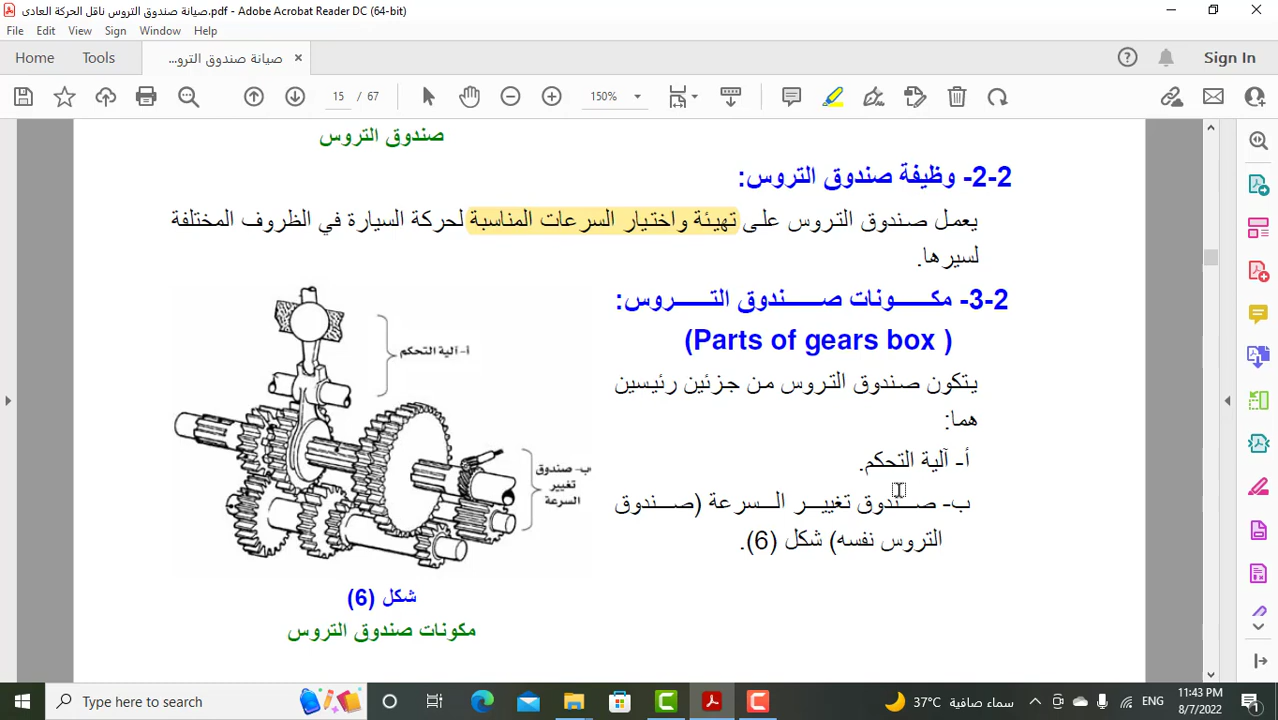 صيانة صندوق التروس ناقل الحركة العادى.pdf - Adobe Acrobat Reader DC (64-bit)
File Edit View Sign Window Help
Home Tools صيانة صندوق الترو... Sign In
15 / 67 150%
صندوق التروس
2-2- وظيفة صندوق التروس:
يعمل صندوق التروس على تهيئة واختيار السرعات المناسبة لحركة السيارة في الظروف المختلفة
لسيرها.
3-2- مكـــــونات صـــــندوق التـــــروس:
(Parts of gears box )
يتكون صندوق التروس من جزئين رئيسين
هما:
أ- آلية التحكم.
ب- صـــندوق تغييـــر الـــسرعة (صـــندوق
التروس نفسه) شكل (6).
أ- آلية التحكم
ب- صندوق
تغيير
السرعة
شكل (6)
مكونات صندوق التروس
Type here to search
37°C سماء صافية ENG 11:43 PM
8/7/2022
1